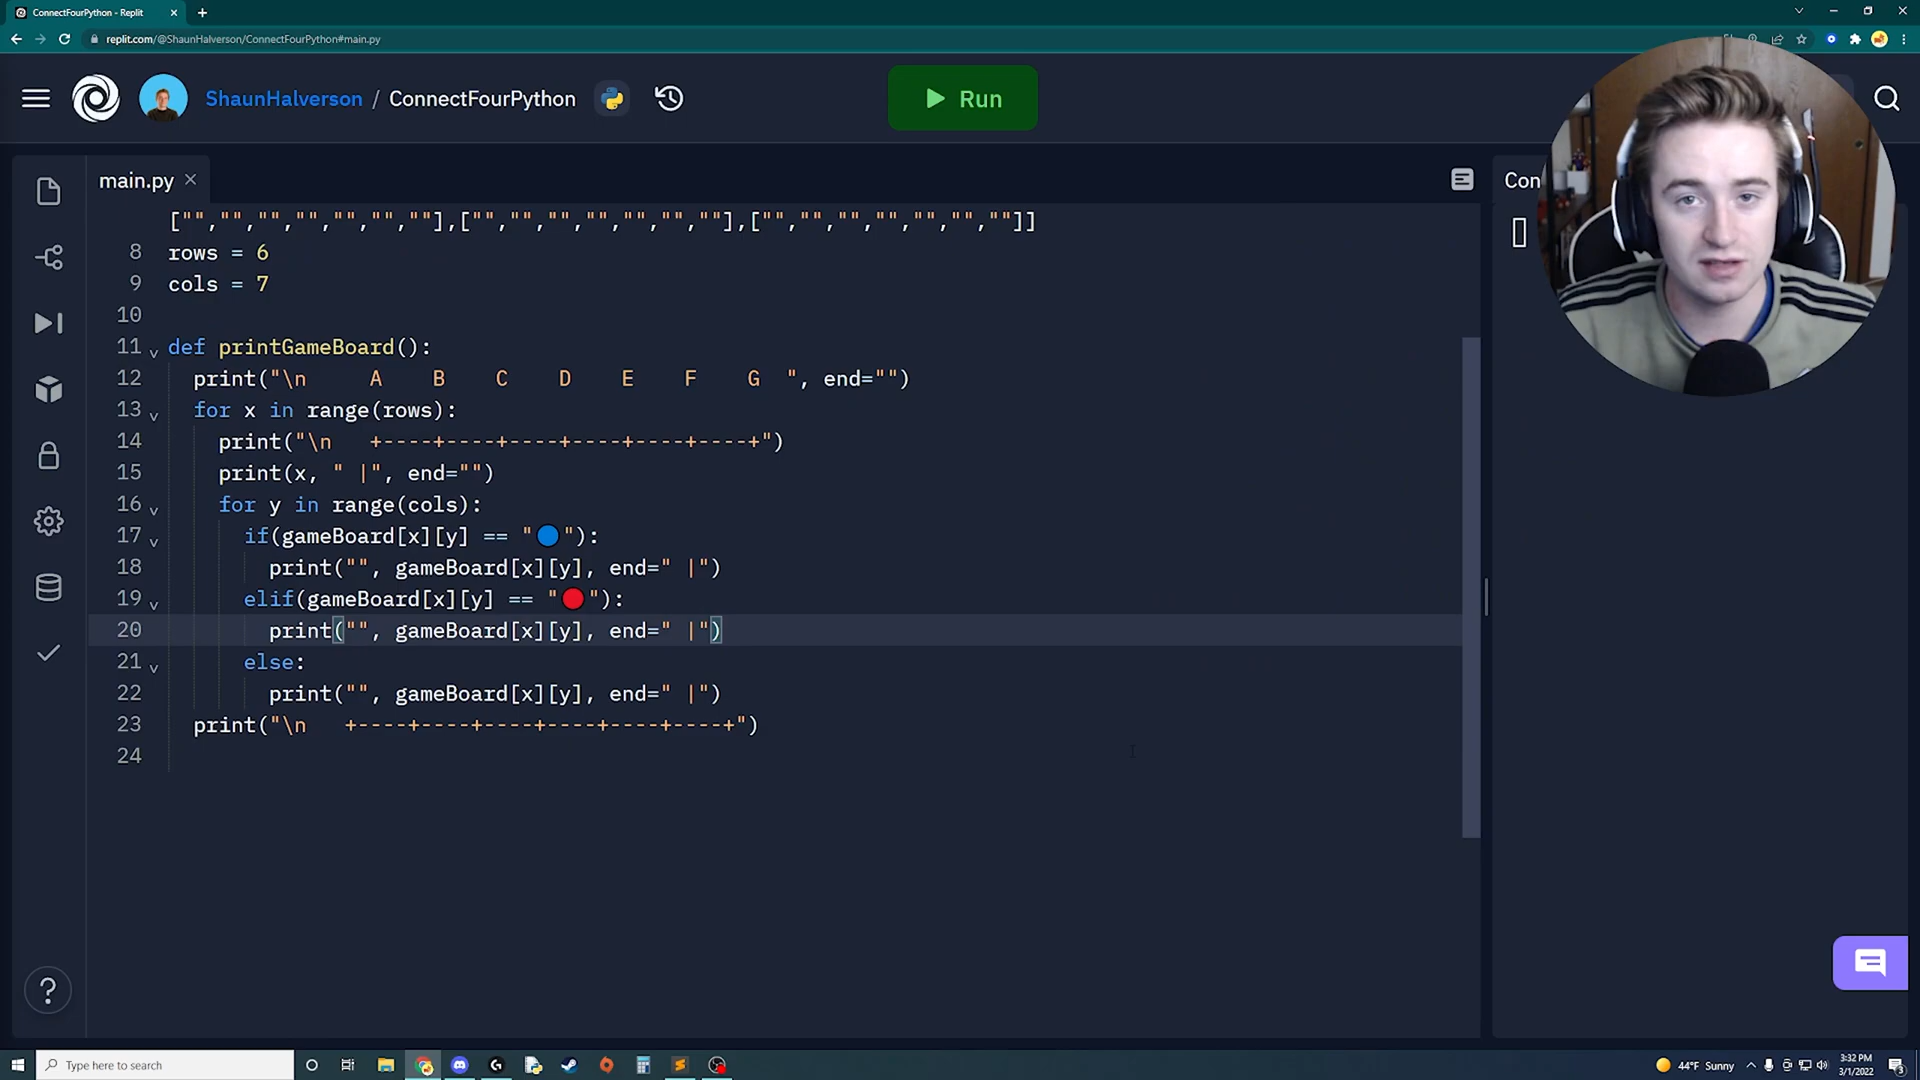 ConnectFourPython - Replit
replit.com/@ShaunHalverson/ConnectFourPython#main.py
ShaunHalverson / ConnectFourPython
Run
main.py
Con
["","","","","","",""],["","","","","","",""],["","","","","","",""]]
8 rows = 6
9 cols = 7
10
11 def printGameBoard():
12 print("\n     A    B    C    D    E    F    G  ", end="")
13 for x in range(rows):
14 print("\n   +----+----+----+----+----+----+")
15 print(x, " |", end="")
16 for y in range(cols):
17 if(gameBoard[x][y] == "🔵"):
18 print("", gameBoard[x][y], end=" |")
19 elif(gameBoard[x][y] == "🔴"):
20 print("", gameBoard[x][y], end=" |")
21 else:
22 print("", gameBoard[x][y], end=" |")
23 print("\n   +----+----+----+----+----+----+")
24
Type here to search
44°F Sunny
3:32 PM
3/1/2022
3